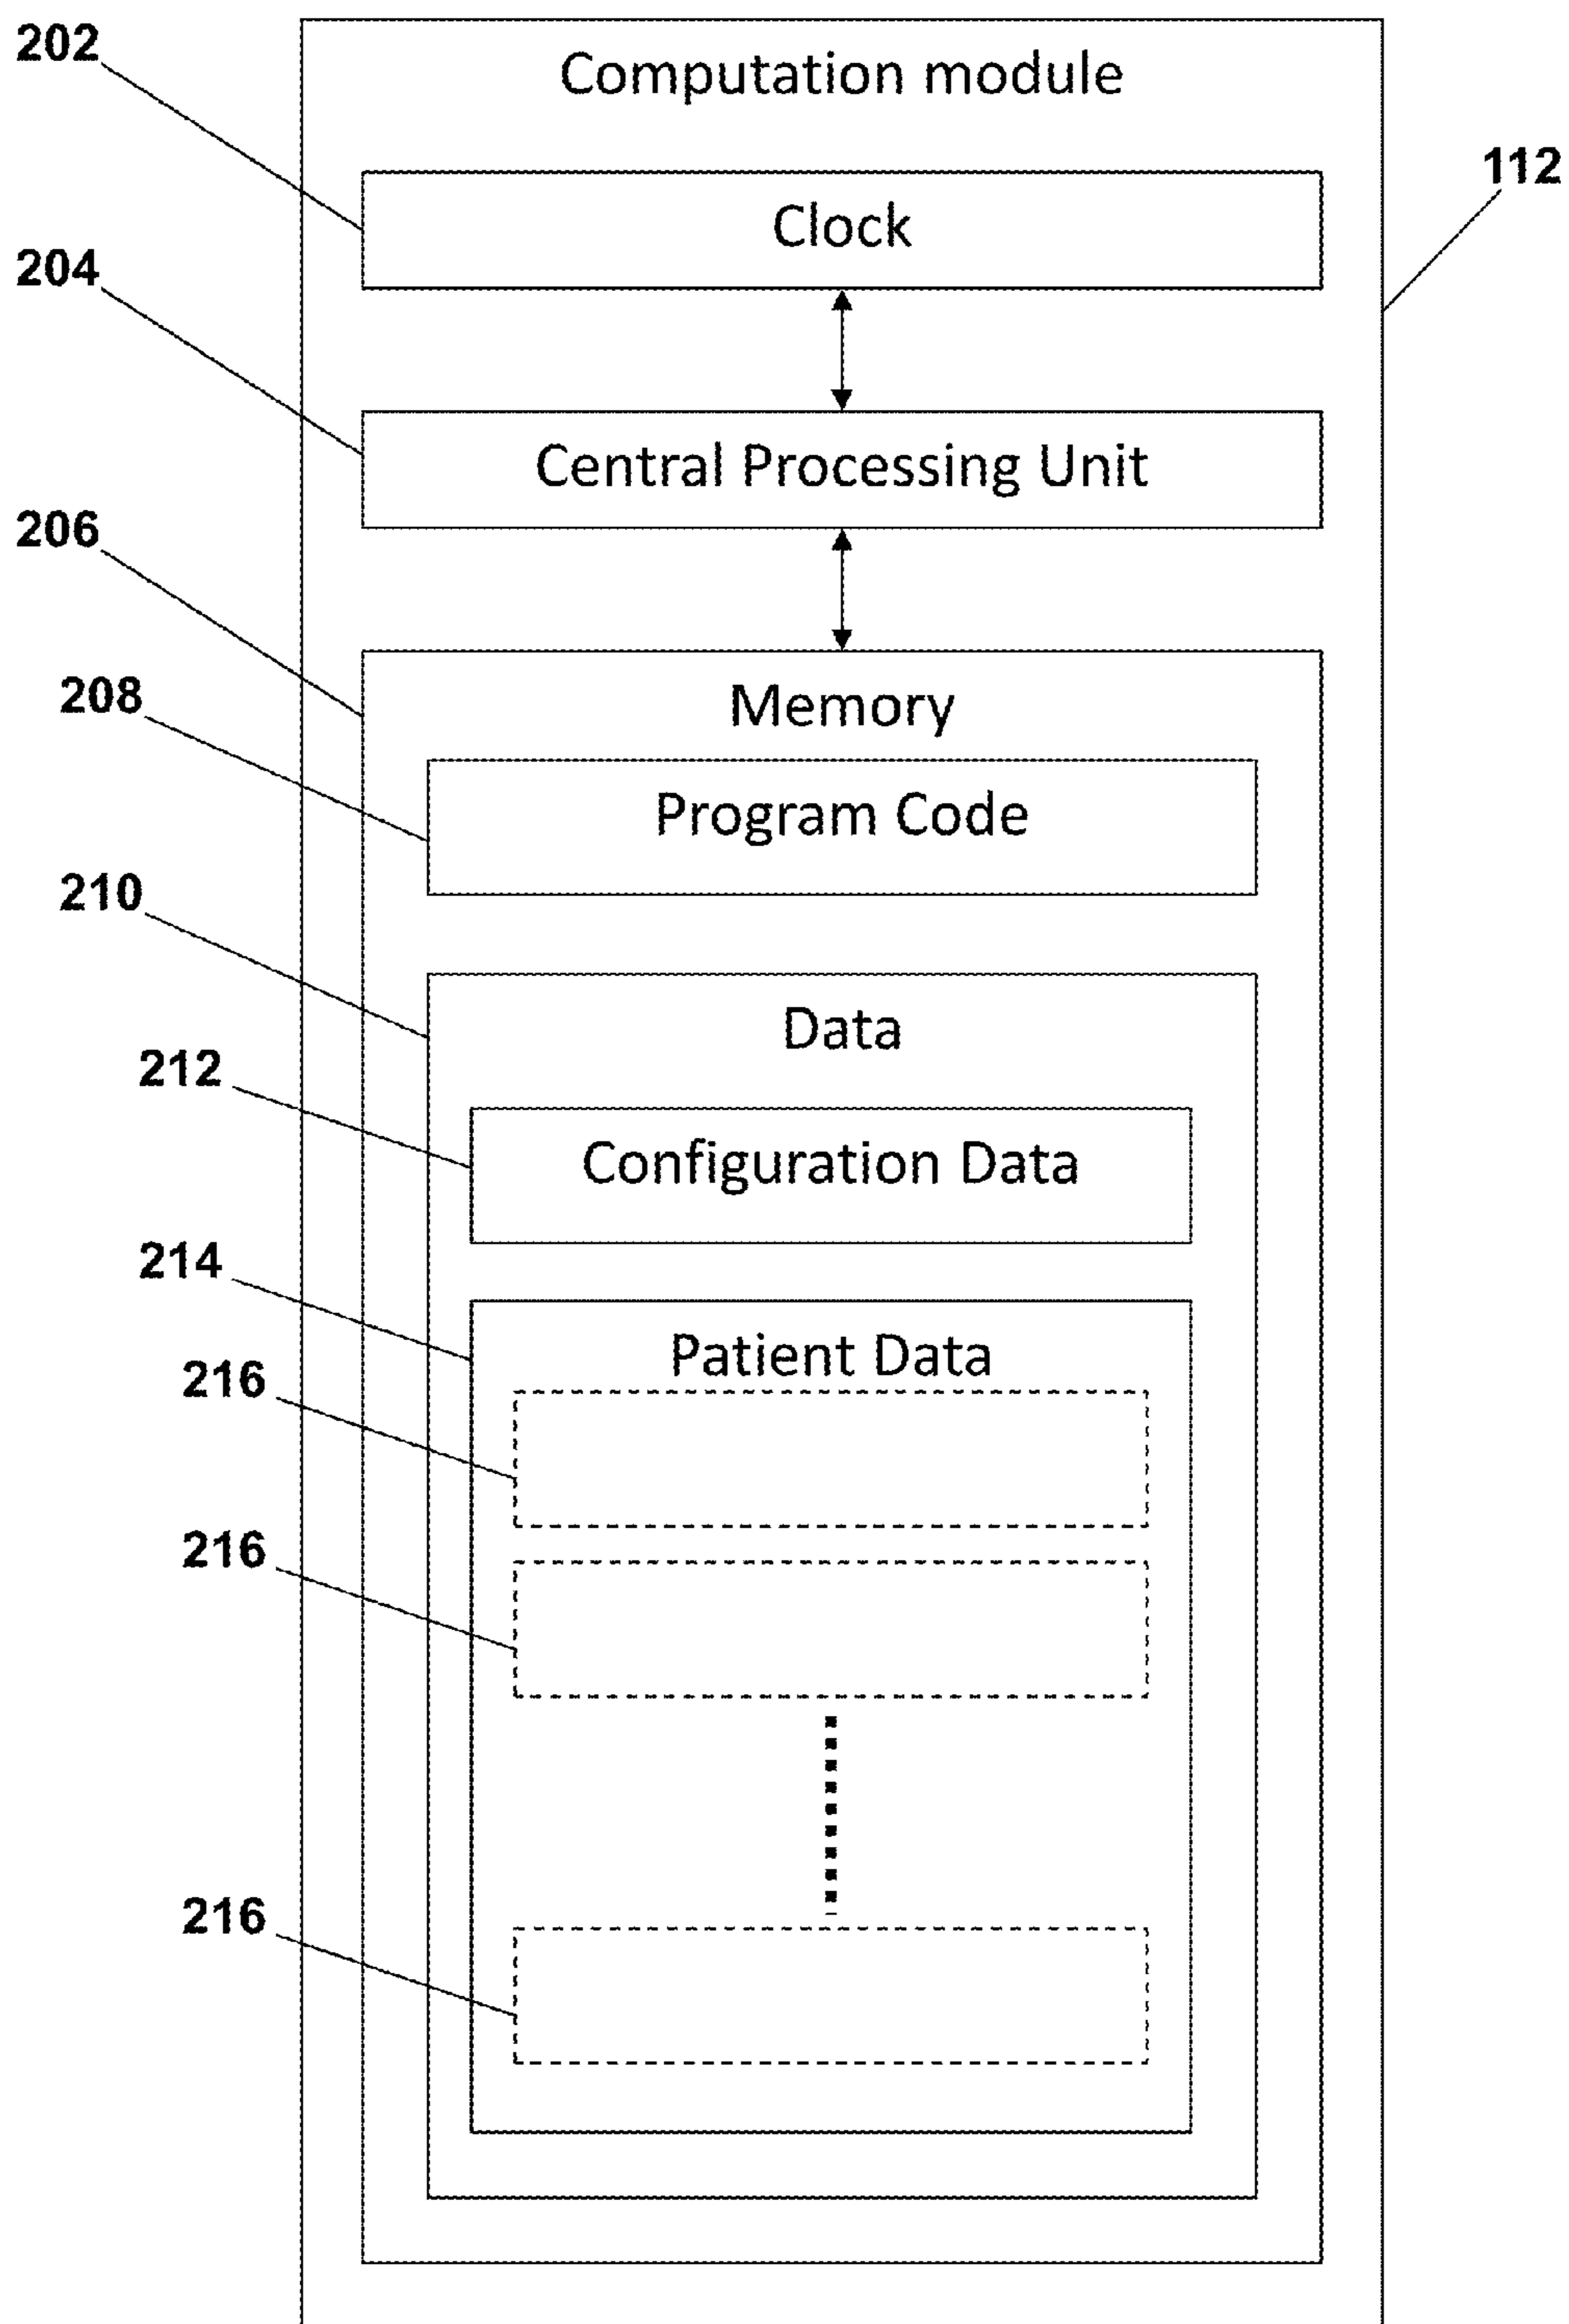 202
Computation module
112
Clock
204
Central Processing Unit
206
208
Memory
Program Code
210
Data
212
Configuration Data
214
Patient Data
216
216
216